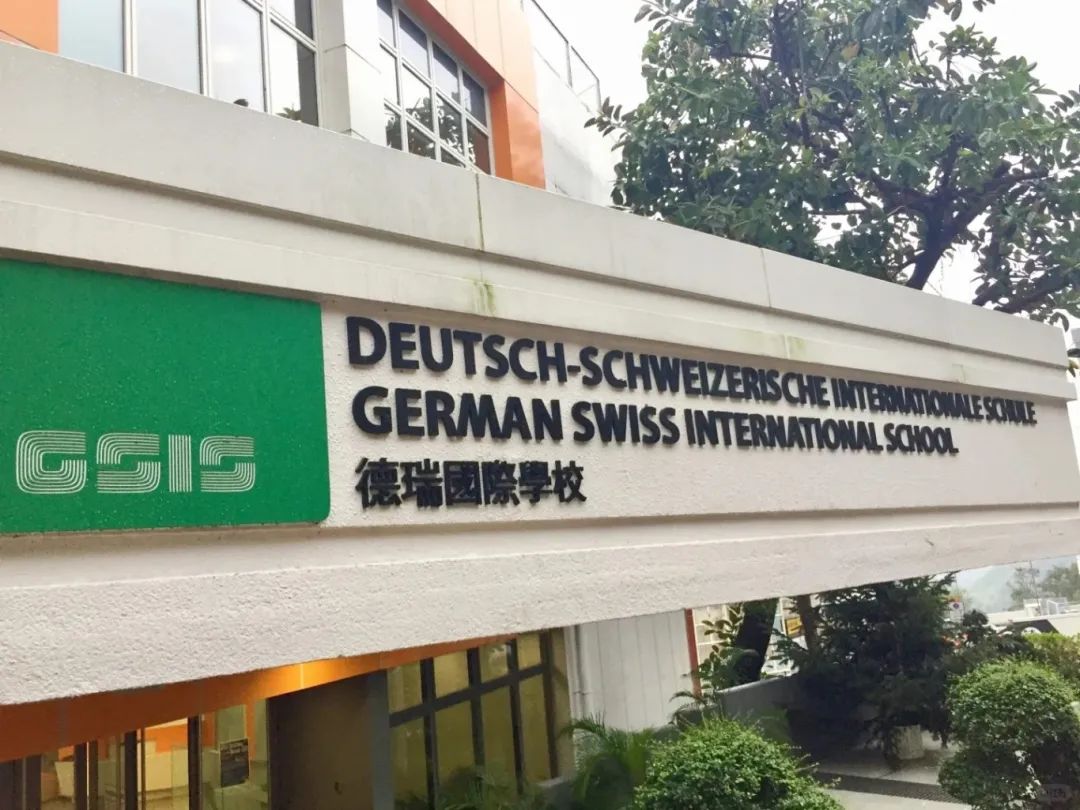 GSIS
DEUTSCH-SCHWEIZERISCHE INTERNATIONALE SCHULE
GERMAN SWISS INTERNATIONAL SCHOOL
德瑞國際學校